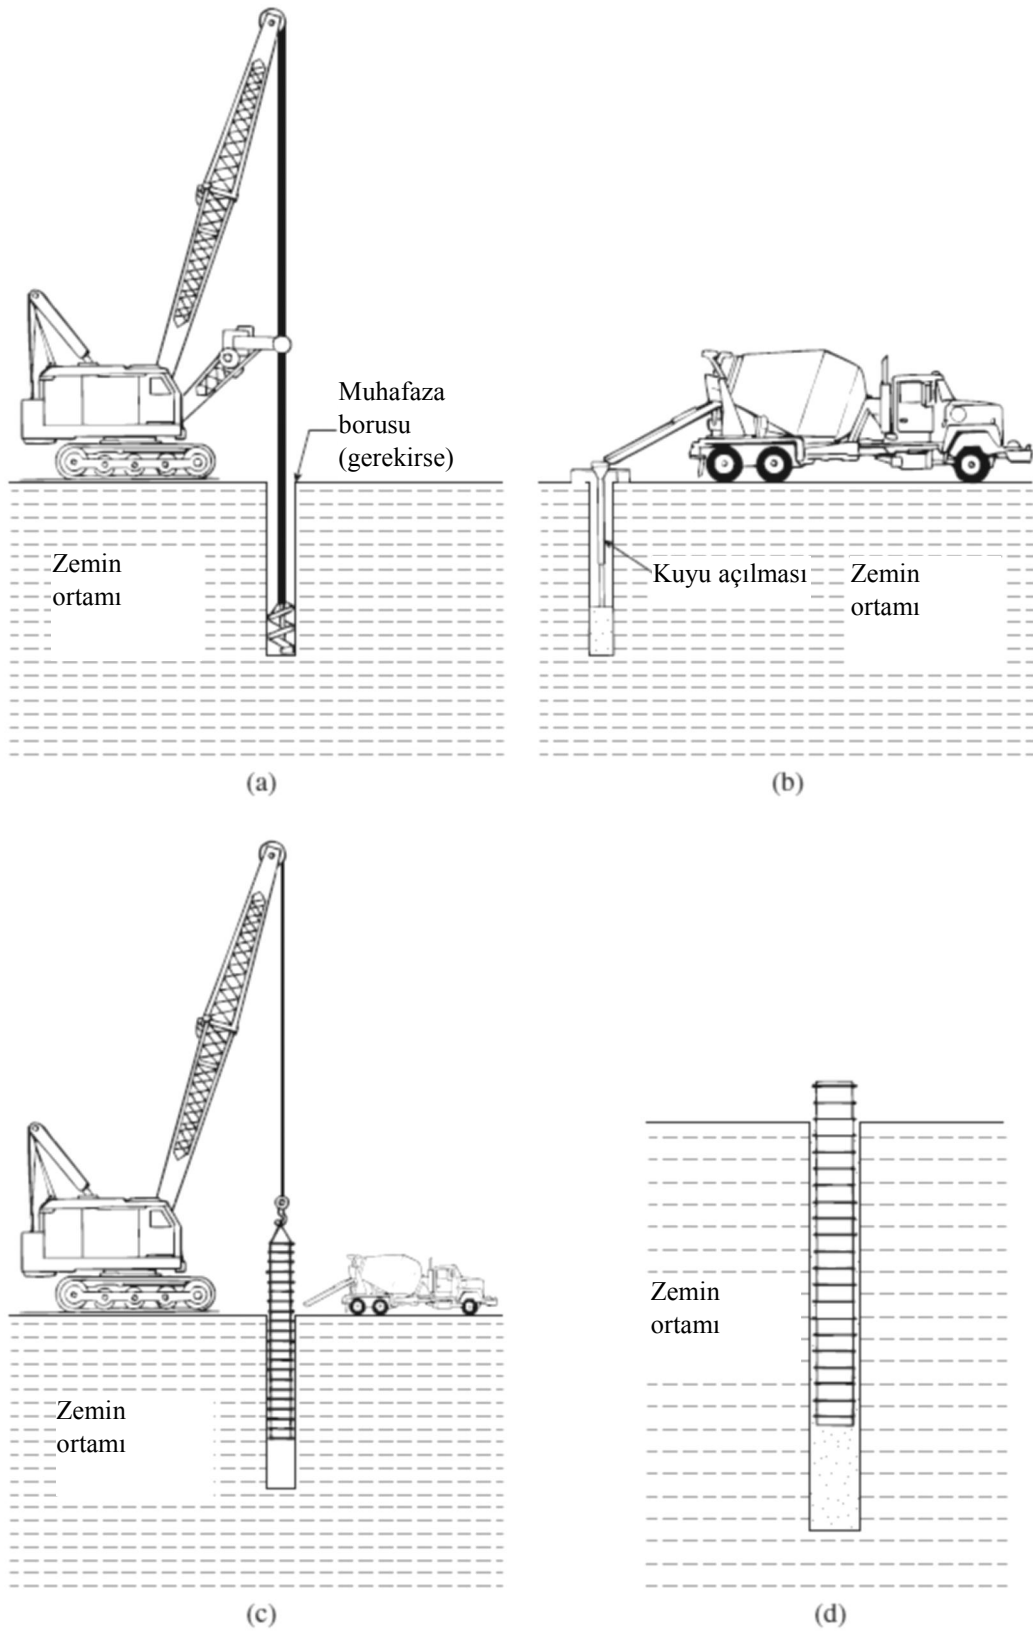 Muhafaza
borusu
(gerekirse)
Zemin
ortamı
(a)
Kuyu açılması
Zemin
ortamı
(b)
Zemin
ortamı
(c)
Zemin
ortamı
(d)